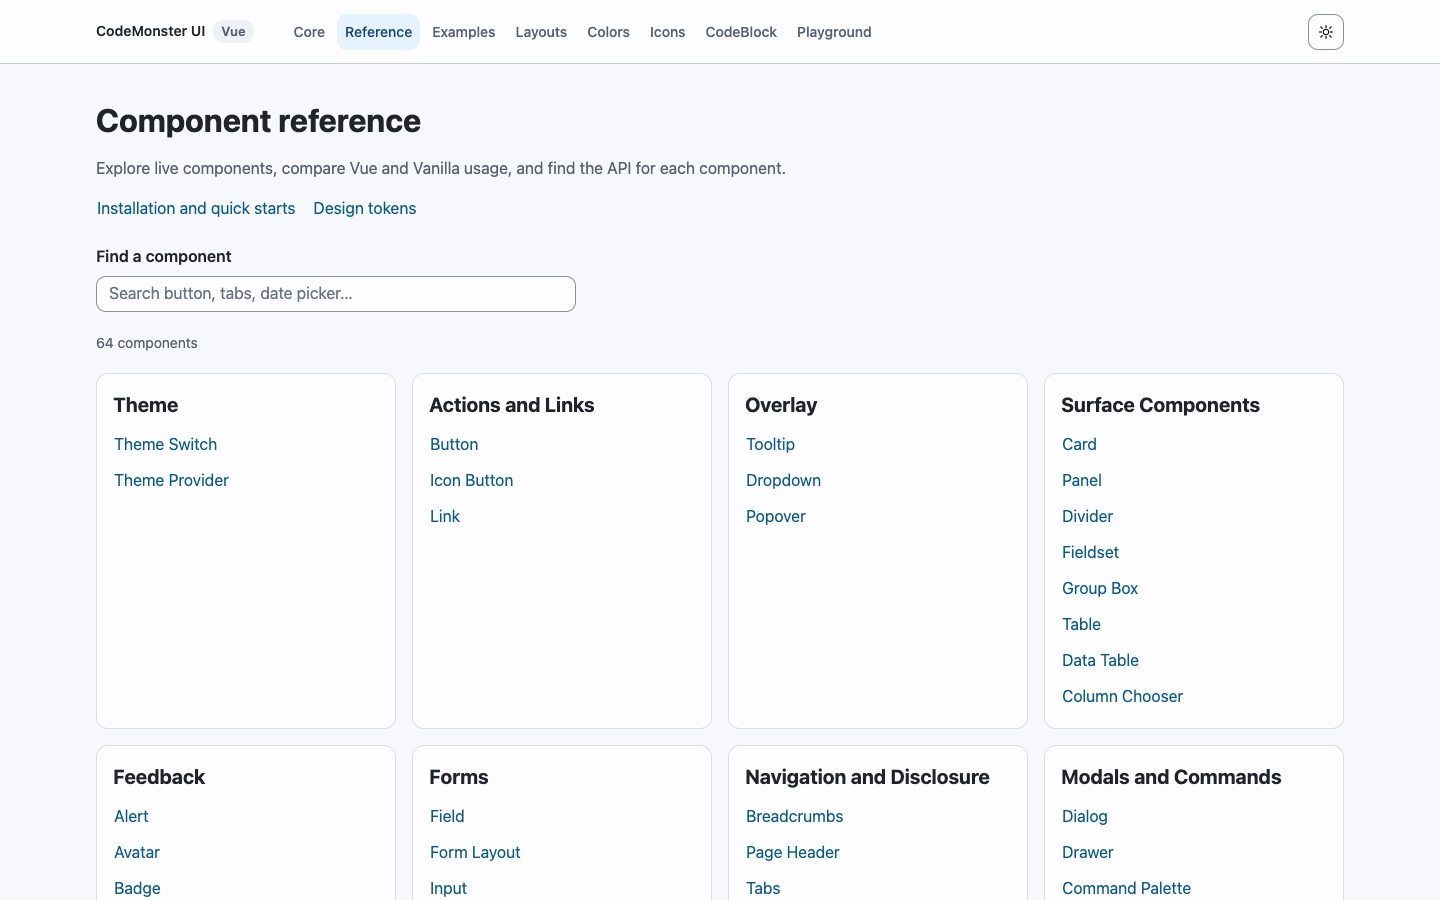 CodeMonster UI Vue Core Reference Examples Layouts Colors Icons CodeBlock Playground
Component reference
Explore live components, compare Vue and Vanilla usage, and find the API for each component.
Installation and quick starts Design tokens
Find a component
Search button, tabs, date picker...
64 components
Theme
Theme Switch
Theme Provider
Actions and Links
Button
Icon Button
Link
Overlay
Tooltip
Dropdown
Popover
Surface Components
Card
Panel
Divider
Fieldset
Group Box
Table
Data Table
Column Chooser
Feedback
Alert
Avatar
Badge
Forms
Field
Form Layout
Input
Navigation and Disclosure
Breadcrumbs
Page Header
Tabs
Modals and Commands
Dialog
Drawer
Command Palette